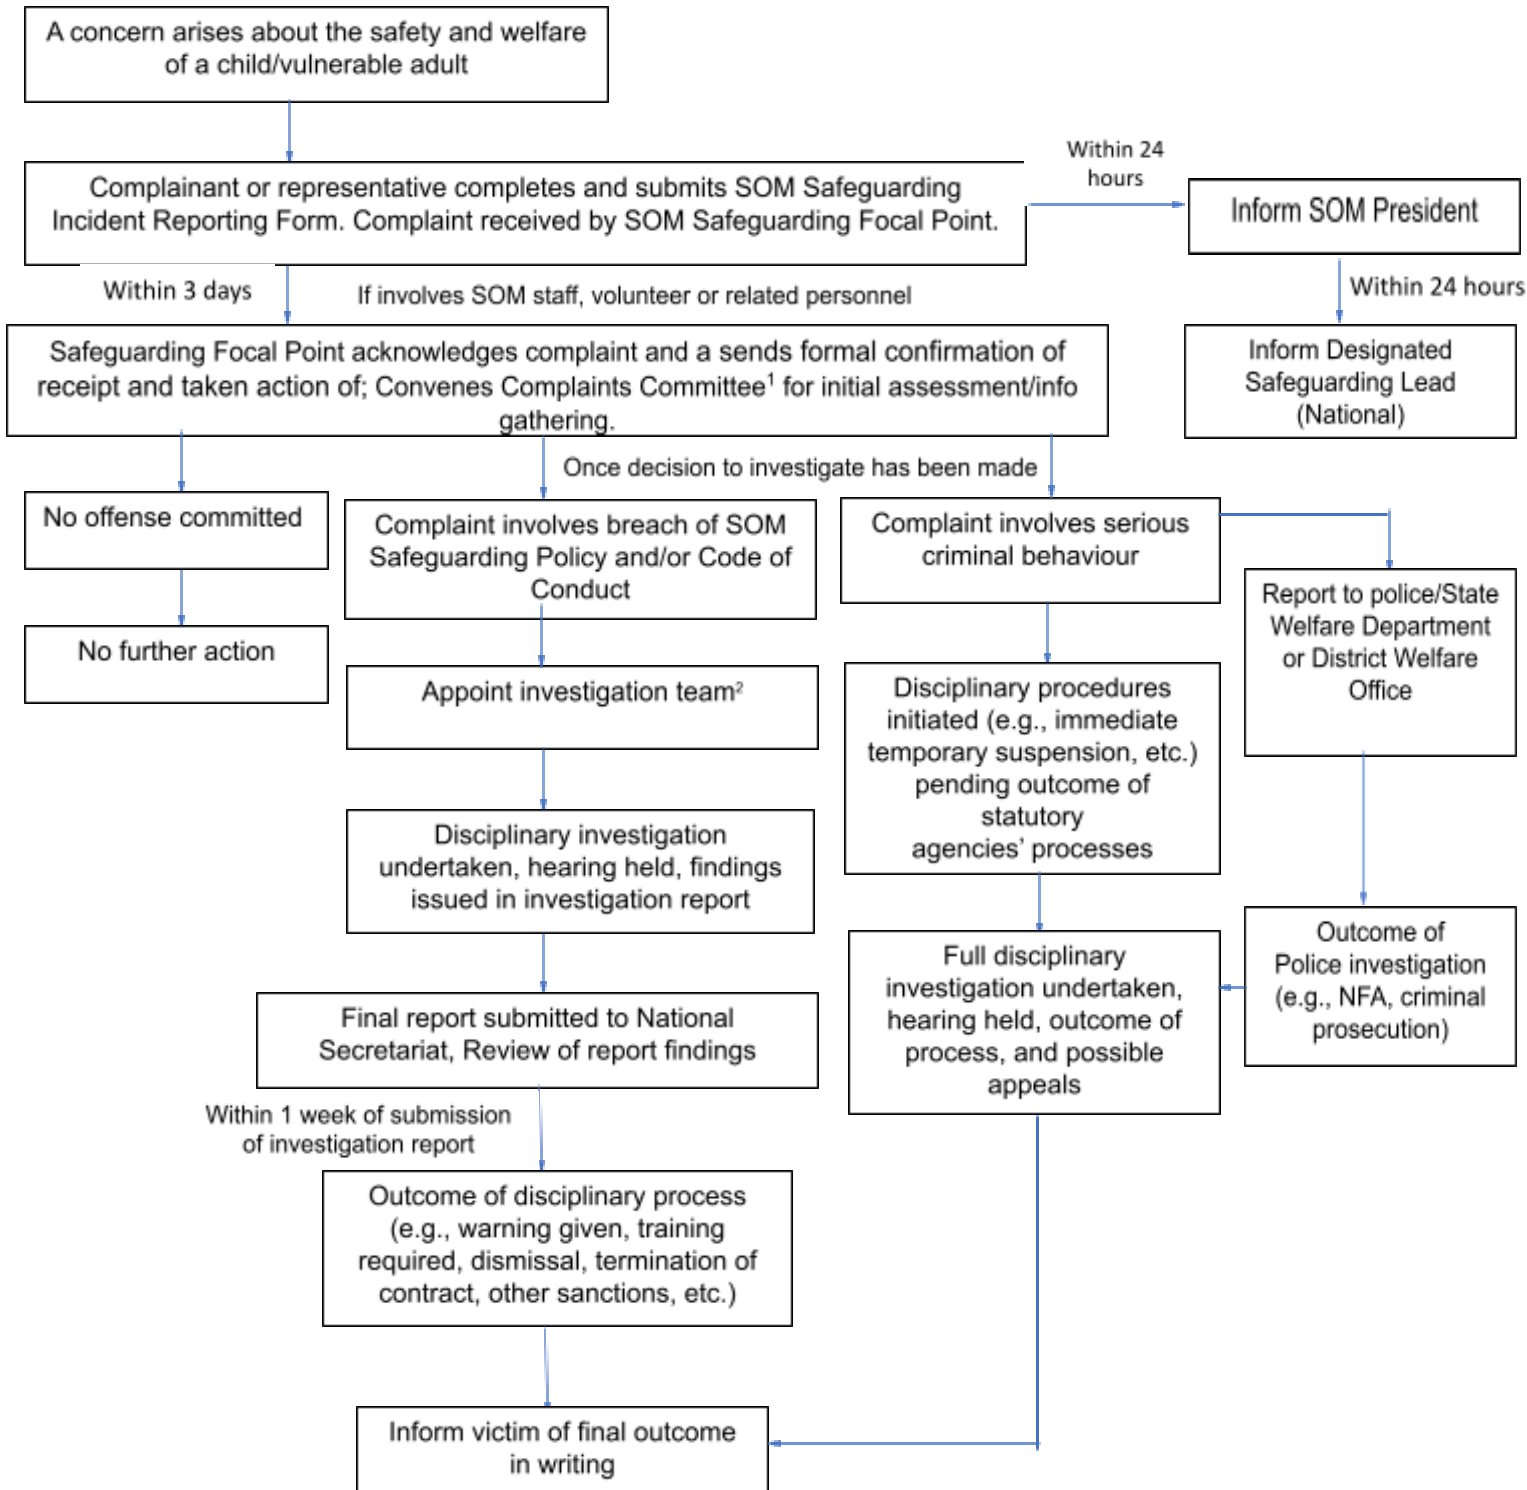 A concern arises about the safety and welfare
of a child/vulnerable adult
Within 24
hours
Complainant or representative completes and submits SOM Safeguarding
Incident Reporting Form. Complaint received by SOM Safeguarding Focal Point.
Inform SOM President
Within 3 days
If involves SOM staff, volunteer or related personnel
Within 24 hours
Safeguarding Focal Point acknowledges complaint and a sends formal confirmation of
receipt and taken action of; Convenes Complaints Committee¹ for initial assessment/info
gathering.
Inform Designated
Safeguarding Lead
(National)
Once decision to investigate has been made
No offense committed
No further action
Complaint involves breach of SOM
Safeguarding Policy and/or Code of
Conduct
Appoint investigation team²
Disciplinary investigation
undertaken, hearing held, findings
issued in investigation report
Final report submitted to National
Secretariat, Review of report findings
Within 1 week of submission
of investigation report
Outcome of disciplinary process
(e.g., warning given, training
required, dismissal, termination of
contract, other sanctions, etc.)
Complaint involves serious
criminal behaviour
Disciplinary procedures
initiated (e.g., immediate
temporary suspension, etc.)
pending outcome of
statutory
agencies’ processes
Report to police/State
Welfare Department
or District Welfare
Office
Outcome of
Police investigation
(e.g., NFA, criminal
prosecution)
Full disciplinary
investigation undertaken,
hearing held, outcome of
process, and possible
appeals
Inform victim of final outcome
in writing